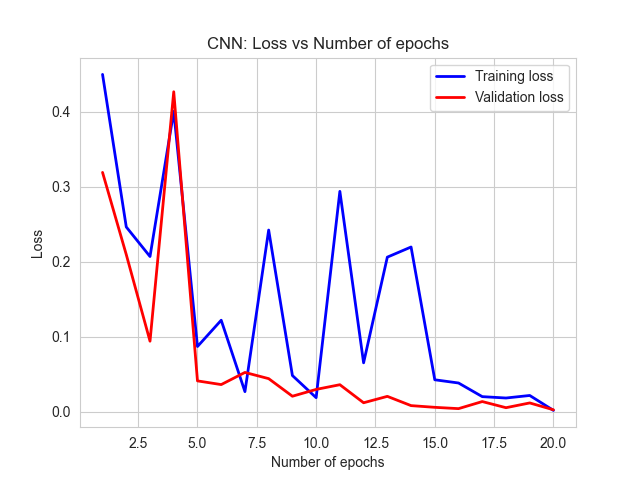 CNN: Loss vs Number of epochs
Training loss
Validation loss
0.4
0.3
0.2
0.1
0.0
Loss
2.5 5.0 7.5 10.0 12.5 15.0 17.5 20.0
Number of epochs